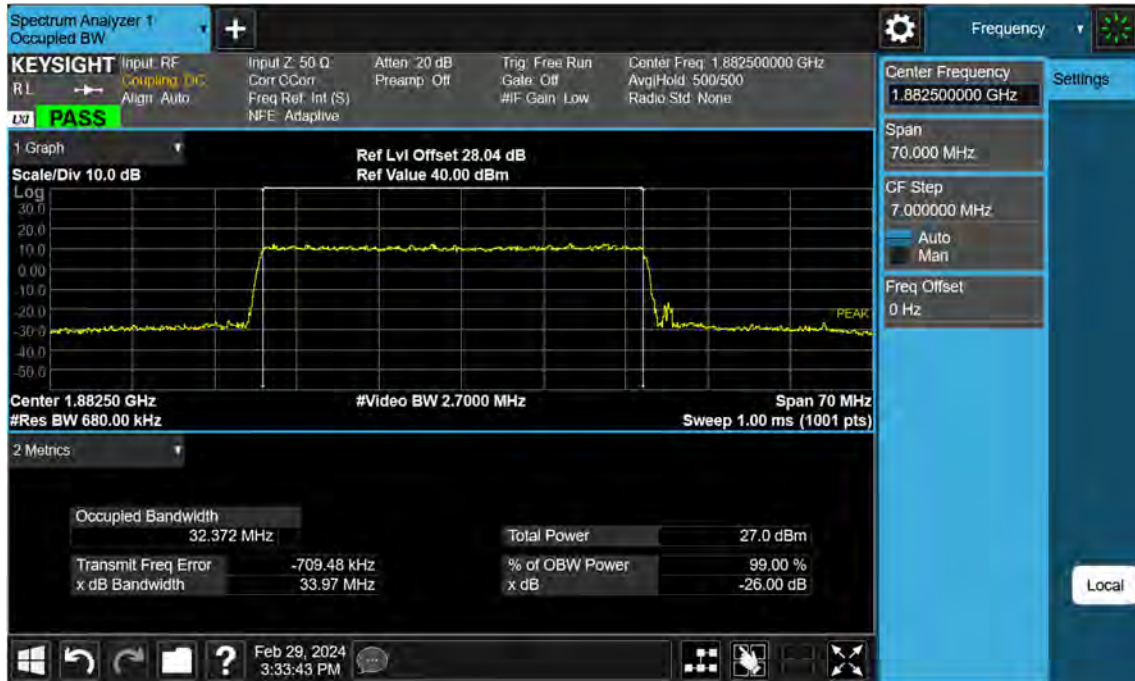 Spectrum Analyzer 1
Occupied BW
Frequency
KEYSIGHT
Input: RF
Coupling: DC
Align: Auto
Input Z: 50 Ω
Corr CCorr
Freq Ref: Int (S)
NFE: Adaptive
Atten: 20 dB
Preamp: Off
Trig: Free Run
Gate: Off
#IF Gain: Low
Center Freq: 1.882500000 GHz
Avg|Hold: 500/500
Radio Std: None
RL
LXI
PASS
Center Frequency
1.882500000 GHz
Settings
Span
70.000 MHz
CF Step
7.000000 MHz
Auto
Man
Freq Offset
0 Hz
1 Graph
Scale/Div 10.0 dB
Ref Lvl Offset 28.04 dB
Ref Value 40.00 dBm
Log
30.0
20.0
10.0
0.00
-10.0
-20.0
-30.0
-40.0
-50.0
PEAK
Center 1.88250 GHz
#Res BW 680.00 kHz
#Video BW 2.7000 MHz
Span 70 MHz
Sweep 1.00 ms (1001 pts)
2 Metrics
Occupied Bandwidth
32.372 MHz
Total Power 27.0 dBm
Transmit Freq Error -709.48 kHz
% of OBW Power 99.00 %
x dB Bandwidth 33.97 MHz
x dB -26.00 dB
Local
?
Feb 29, 2024
3:33:43 PM